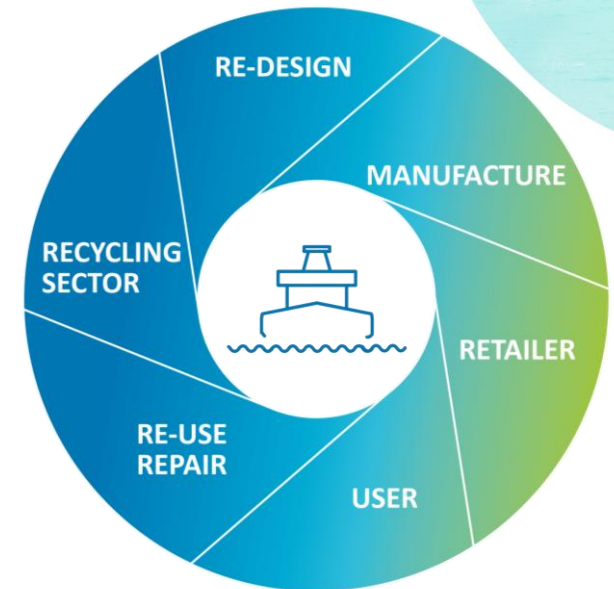 RE-DESIGN
MANUFACTURE
RETAILER
USER
RE-USE
REPAIR
RECYCLING
SECTOR